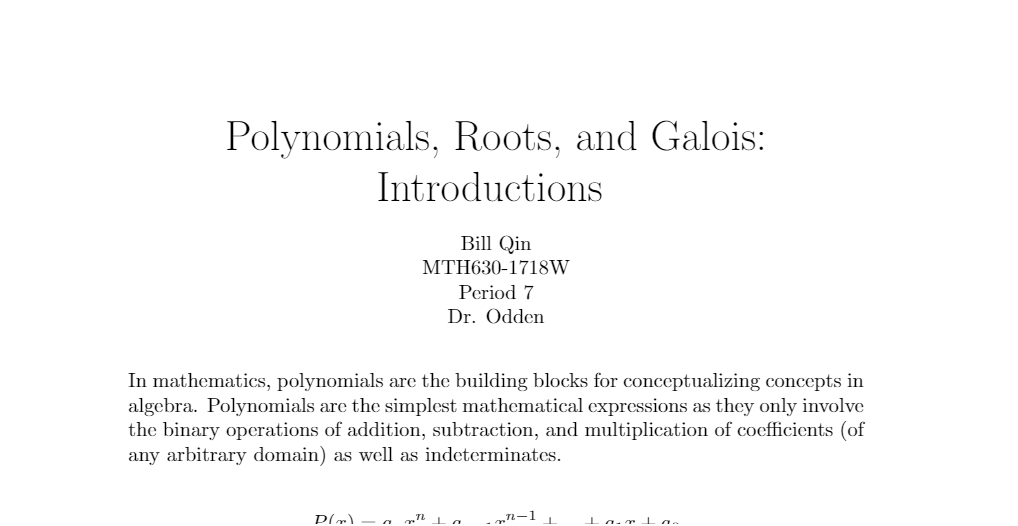 Polynomials, Roots, and Galois:
Introductions
Bill Qin
MTH630-1718W
Period 7
Dr. Odden
In mathematics, polynomials are the building blocks for conceptualizing concepts in
algebra. Polynomials are the simplest mathematical expressions as they only involve
the binary operations of addition, subtraction, and multiplication of coefficients (of
any arbitrary domain) as well as indeterminates.